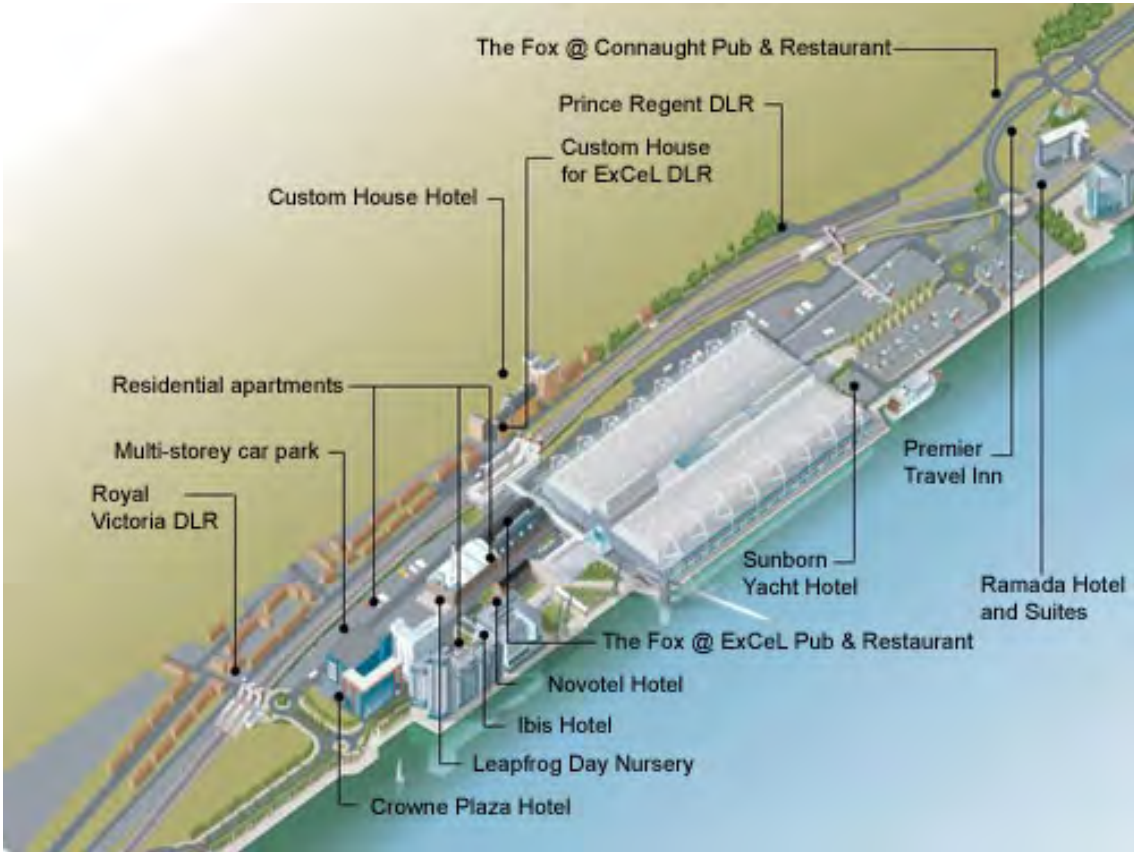 The Fox @ Connaught Pub & Restaurant
Prince Regent DLR
Custom House
for ExCeL DLR
Custom House Hotel
Residential apartments
Multi-storey car park
Royal
Victoria DLR
Premier
Travel Inn
Sunborn
Yacht Hotel
Ramada Hotel
and Suites
The Fox @ ExCeL Pub & Restaurant
Novotel Hotel
Ibis Hotel
Leapfrog Day Nursery
Crowne Plaza Hotel